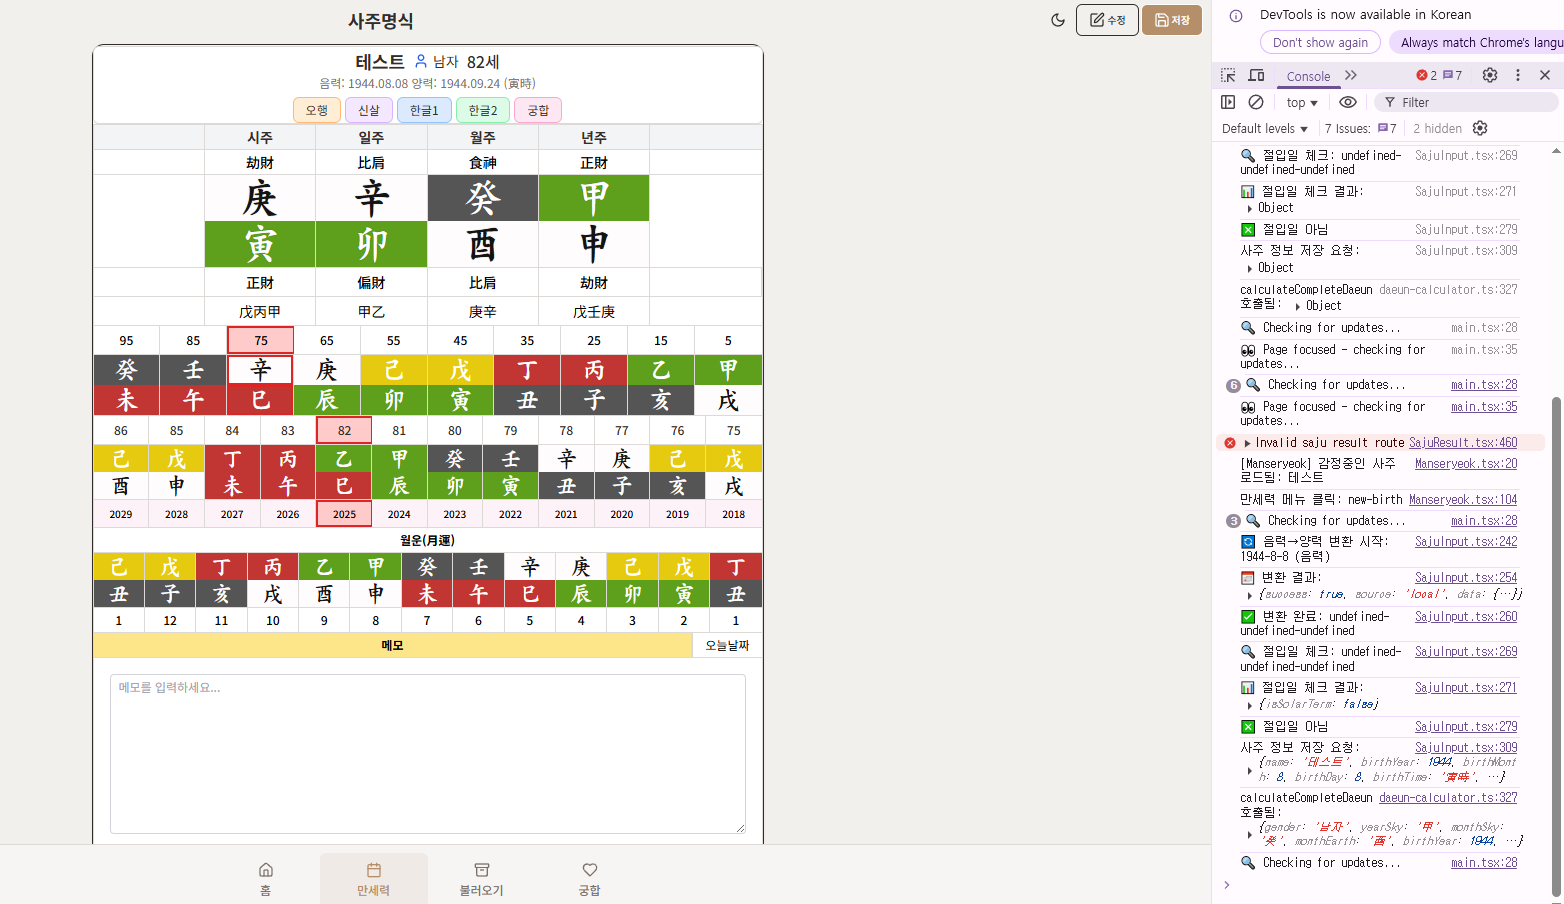 사주명식
수정
저장
테스트 남자 82세
음력: 1944.08.08 양력: 1944.09.24 (寅時)
오행 신살 한글1 한글2 궁합
시주 일주 월주 년주
劫財 比肩 食神 正財
庚 辛 癸 甲
寅 卯 酉 申
正財 偏財 比肩 劫財
戊丙甲 甲乙 庚辛 戊壬庚
95 85 75 65 55 45 35 25 15 5
癸 壬 辛 庚 己 戊 丁 丙 乙 甲
未 午 巳 辰 卯 寅 丑 子 亥 戌
86 85 84 83 82 81 80 79 78 77 76 75
己 戊 丁 丙 乙 甲 癸 壬 辛 庚 己 戊
酉 申 未 午 巳 辰 卯 寅 丑 子 亥 戌
2029 2028 2027 2026 2025 2024 2023 2022 2021 2020 2019 2018
월운(月運)
己 戊 丁 丙 乙 甲 癸 壬 辛 庚 己 戊 丁
丑 子 亥 戌 酉 申 未 午 巳 辰 卯 寅 丑
1 12 11 10 9 8 7 6 5 4 3 2 1
메모 오늘날짜
메모를 입력하세요...
홈 만세력 불러오기 궁합
DevTools is now available in Korean
Don't show again Always match Chrome's langu
Console 2 7
top Filter
Default levels 7 Issues: 7 2 hidden
절입일 체크: undefined- SajuInput.tsx:269
undefined-undefined
절입일 체크 결과: SajuInput.tsx:271
Object
절입일 아님 SajuInput.tsx:279
사주 정보 저장 요청: SajuInput.tsx:309
Object
calculateCompleteDaeun daeun-calculator.ts:327
호출됨: Object
Checking for updates... main.tsx:28
Page focused - checking for main.tsx:35
updates...
6 Checking for updates... main.tsx:28
Page focused - checking for main.tsx:35
updates...
Invalid saju result route SajuResult.tsx:460
[Manseryeok] 감정중인 사주 Manseryeok.tsx:20
로드됨: 테스트
만세력 메뉴 클릭: new-birth Manseryeok.tsx:104
3 Checking for updates... main.tsx:28
음력→양력 변환 시작: SajuInput.tsx:242
1944-8-8 (음력)
변환 결과: SajuInput.tsx:254
{success: true, source: 'local', data: {…}}
변환 완료: undefined- SajuInput.tsx:260
undefined-undefined
절입일 체크: undefined- SajuInput.tsx:269
undefined-undefined
절입일 체크 결과: SajuInput.tsx:271
{isSolarTerm: false}
절입일 아님 SajuInput.tsx:279
사주 정보 저장 요청: SajuInput.tsx:309
{name: '테스트', birthYear: 1944, birthMont
h: 8, birthDay: 8, birthTime: '寅時', …}
calculateCompleteDaeun daeun-calculator.ts:327
호출됨:
{gender: '남자', yearSky: '甲', monthSky:
'癸', monthEarth: '酉', birthYear: 1944, …}
Checking for updates... main.tsx:28